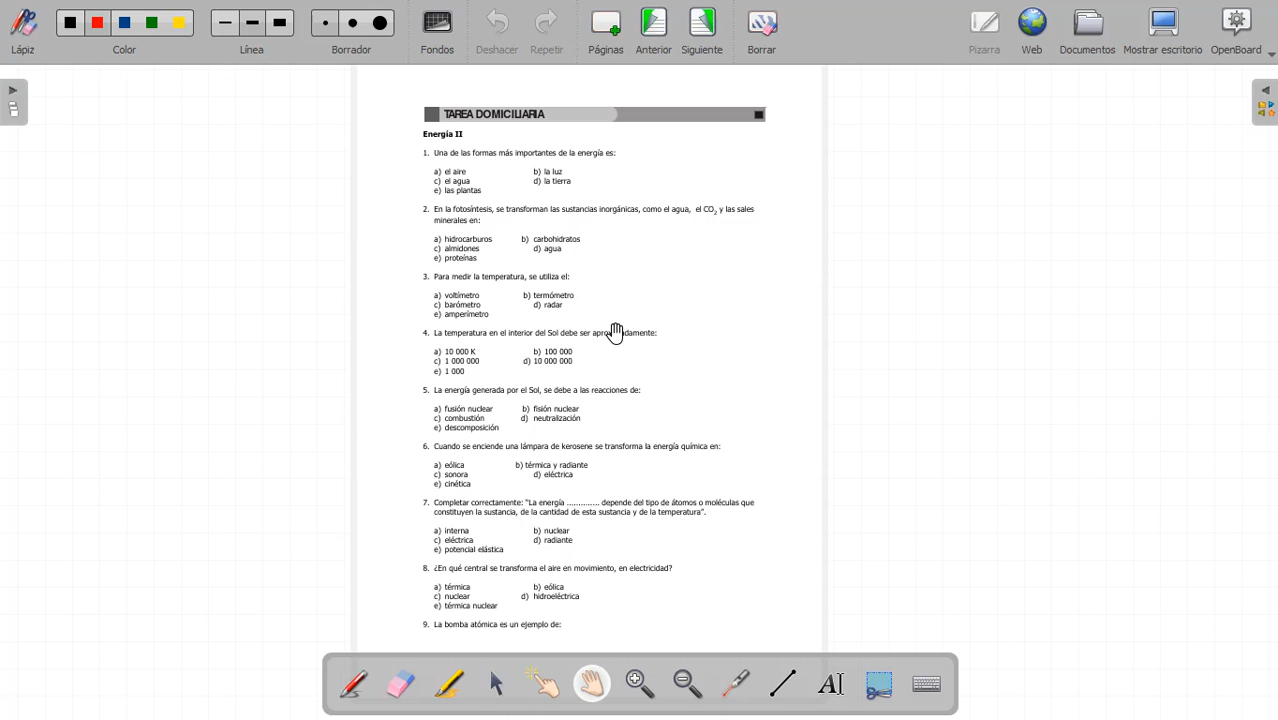 Lápiz Color Línea Borrador Fondos Deshacer Repetir Páginas Anterior Siguiente Borrar Pizarra Web Documentos Mostrar escritorio OpenBoard
TAREA DOMICILIARIA
Energía II
1. Una de las formas más importantes de la energía es:
a) el aire b) la luz
c) el agua d) la tierra
e) las plantas
2. En la fotosíntesis, se transforman las sustancias inorgánicas, como el agua, el CO2 y las sales
minerales en:
a) hidrocarburos b) carbohidratos
c) almidones d) agua
e) proteínas
3. Para medir la temperatura, se utiliza el:
a) voltímetro b) termómetro
c) barómetro d) radar
e) amperímetro
4. La temperatura en el interior del Sol debe ser
a) 10 000 K b) 100 000
c) 1 000 000 d) 10 000 000
e) 1 000
5. La energía generada por el Sol, se debe a las reacciones de:
a) fusión nuclear b) fisión nuclear
c) combustión d) neutralización
e) descomposición
6. Cuando se enciende una lámpara de kerosene se transforma la energía química en:
a) eólica b) térmica y radiante
c) sonora d) eléctrica
e) cinética
7. Completar correctamente: "La energía .............. depende del tipo de átomos o moléculas que
constituyen la sustancia, de la cantidad de esta sustancia y de la temperatura".
a) interna b) nuclear
c) eléctrica d) radiante
e) potencial elástica
8. ¿En qué central se transforma el aire en movimiento, en electricidad?
a) térmica b) eólica
c) nuclear d) hidroeléctrica
e) térmica nuclear
9. La bomba atómica es un ejemplo de: